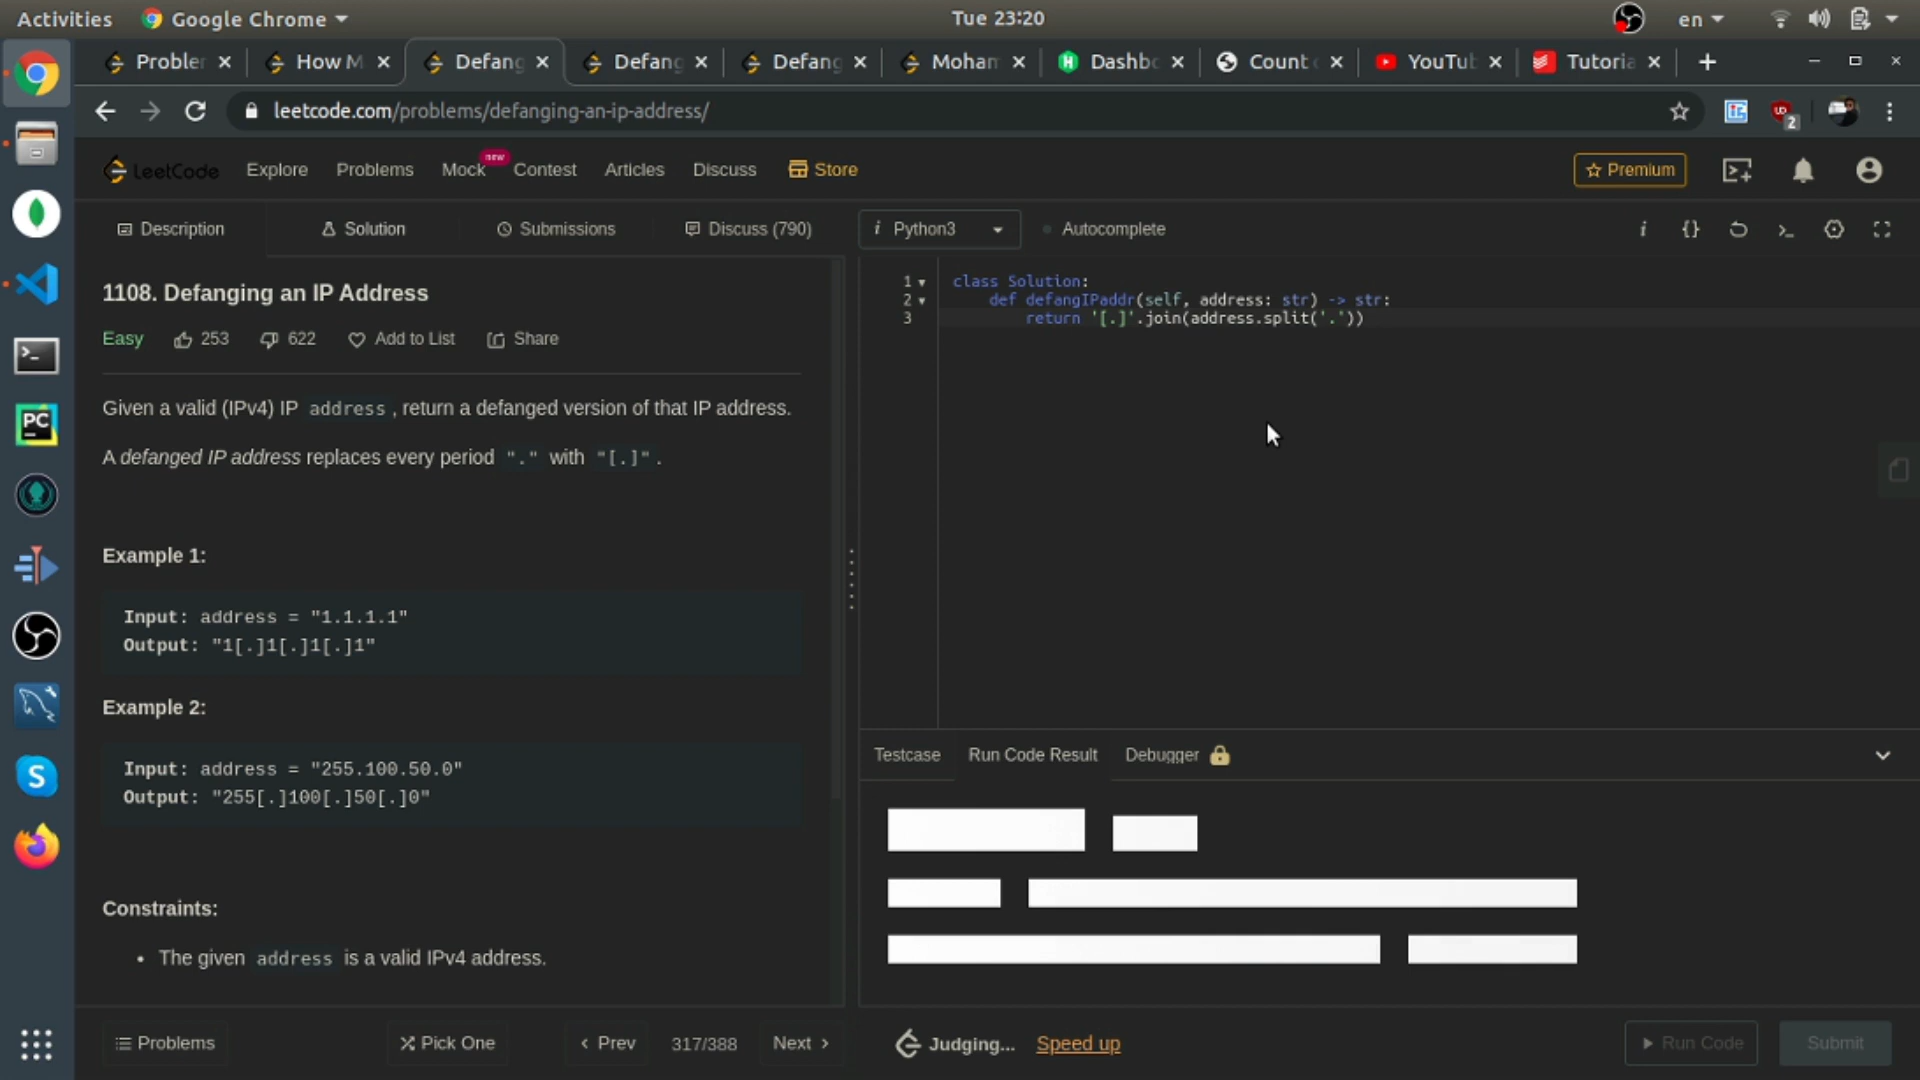 Activities
Google Chrome
Tue 23:20
en
Probler
How M
Defang
Defang
Defang
Moham
Dashbo
Count
YouTub
Tutoria
leetcode.com/problems/defanging-an-ip-address/
2
LeetCode
Explore
Problems
Mock
new
Contest
Articles
Discuss
Store
Premium
Description
Solution
Submissions
Discuss (790)
i Python3
Autocomplete
1108. Defanging an IP Address
Easy
253
622
Add to List
Share
Given a valid (IPv4) IP address, return a defanged version of that IP address.
A defanged IP address replaces every period "." with "[.]".
Example 1:
Input: address = "1.1.1.1"
Output: "1[.]1[.]1[.]1"
Example 2:
Input: address = "255.100.50.0"
Output: "255[.]100[.]50[.]0"
Constraints:
• The given address is a valid IPv4 address.
1 class Solution:
2 def defangIPaddr(self, address: str) -> str:
3 return '[.]'.join(address.split('.'))
Testcase
Run Code Result
Debugger
Problems
Pick One
Prev
317/388
Next
Judging...
Speed up
Run Code
Submit